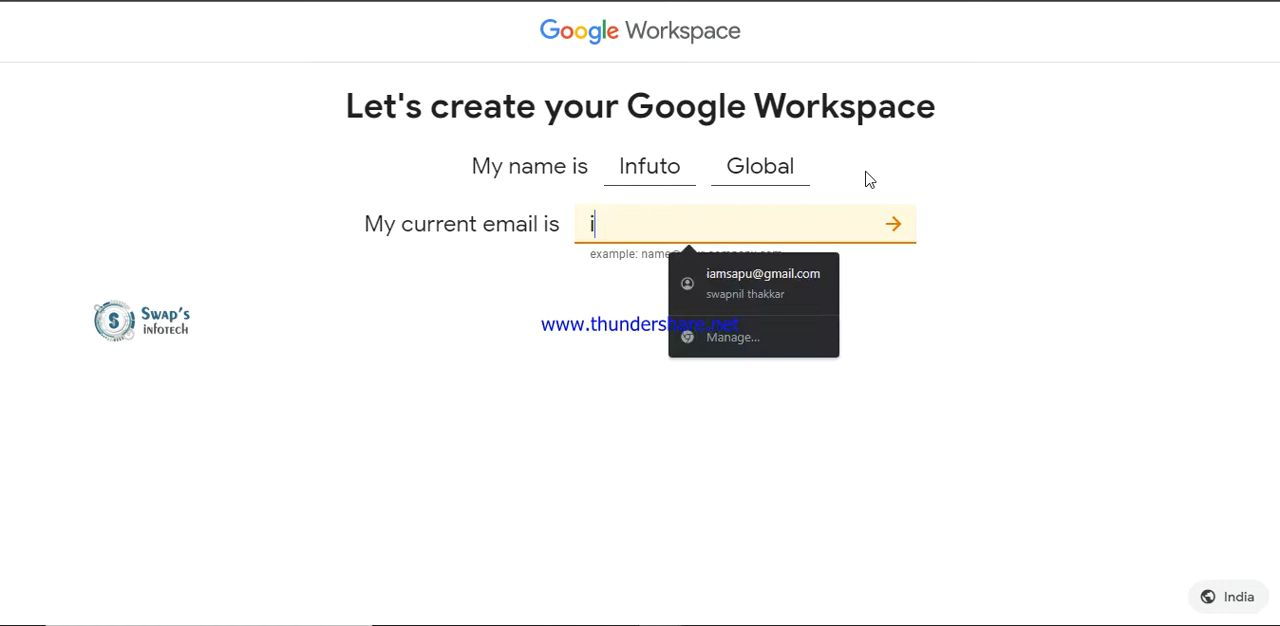 Google Workspace
Let's create your Google Workspace
My name is Infuto Global
My current email is i
example: name@
iamsapu@gmail.com
swapnil thakkar
SWAP'S
INFOTECH
www.thundershare.net
Manage...
India